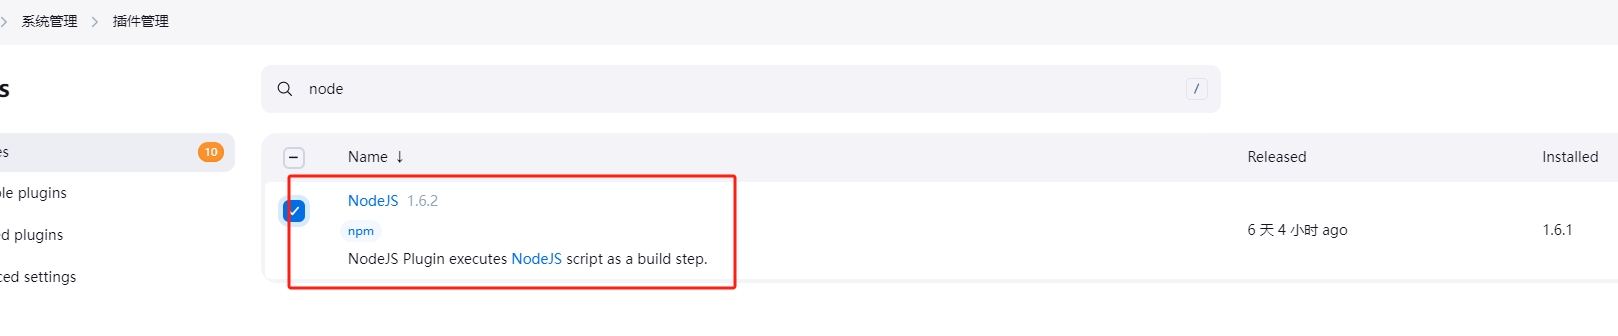 系统管理 > 插件管理
s
node /
es 10
Name ↓ Released Installed
ole plugins
NodeJS 1.6.2
npm
6 天 4 小时 ago 1.6.1
ed plugins
NodeJS Plugin executes NodeJS script as a build step.
ced settings